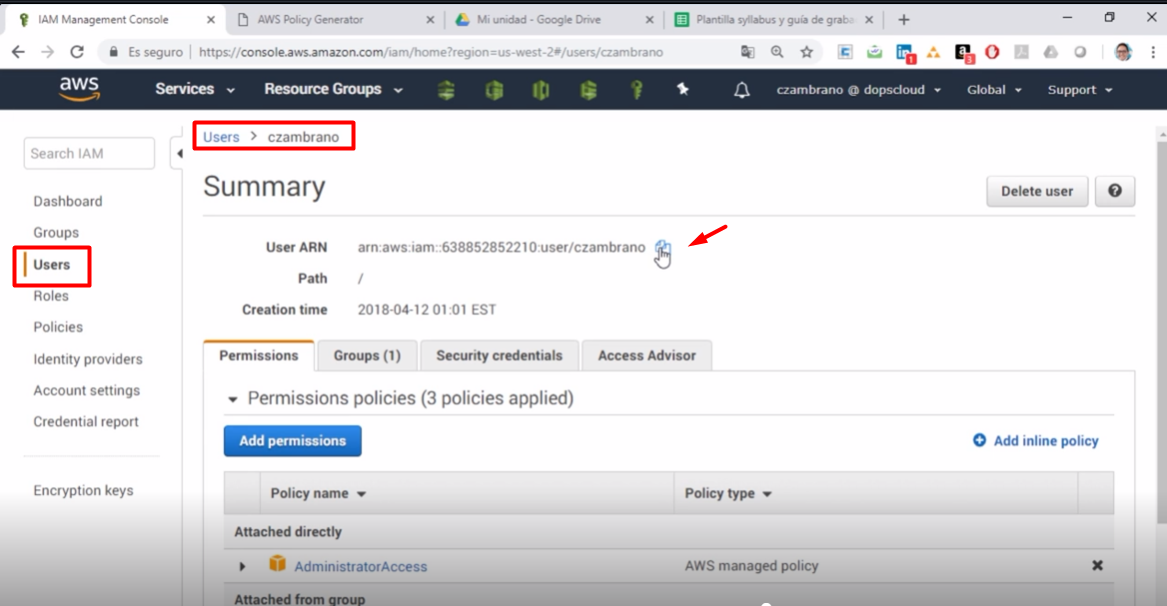 IAM Management Console
AWS Policy Generator
Mi unidad - Google Drive
Plantilla syllabus y guía de graba
Es seguro | https://console.aws.amazon.com/iam/home?region=us-west-2#/users/czambrano
aws
Services
Resource Groups
czambrano @ dopscloud
Global
Support
Search IAM
Dashboard
Groups
Users
Roles
Policies
Identity providers
Account settings
Credential report
Encryption keys
Users > czambrano
Summary
Delete user
User ARN arn:aws:iam::638852852210:user/czambrano
Path /
Creation time 2018-04-12 01:01 EST
Permissions
Groups (1)
Security credentials
Access Advisor
Permissions policies (3 policies applied)
Add permissions
Add inline policy
Policy name
Policy type
Attached directly
AdministratorAccess
AWS managed policy
Attached from group